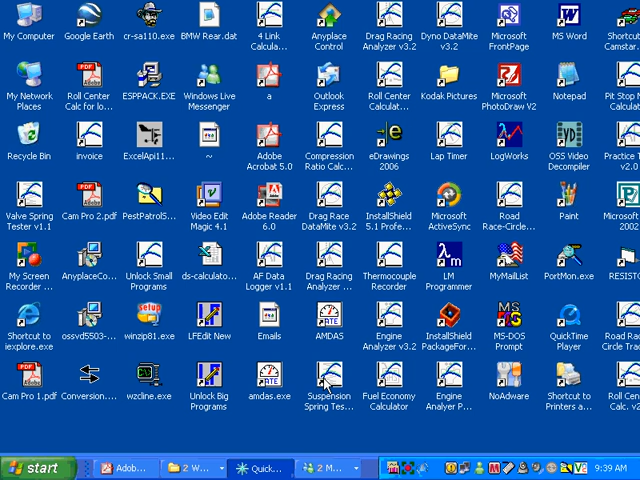 My Computer
Google Earth
cr-sa110.exe
BMW Rear.dat
4 Link
Calcula...
Anyplace
Control
Drag Racing
Analyzer v3.2
Dyno DataMite
v3.2
Microsoft
FrontPage
MS Word
Shortcu
Camstar.
My Network
Places
Roll Center
Calc for lo...
ESPPACK.EXE
Windows Live
Messenger
a
Outlook
Express
Roll Center
Calculat...
Kodak Pictures
Microsoft
PhotoDraw V2
Notepad
Pit Stop M
Calculat
Recycle Bin
invoice
ExcelApi11...
~
Adobe
Acrobat 5.0
Compression
Ratio Calc...
eDrawings
2006
Lap Timer
LogWorks
OSS Video
Decompiler
Practice T
v2.0
Valve Spring
Tester v1.1
Cam Pro 2.pdf
PestPatrolS...
Video Edit
Magic 4.1
Adobe Reader
6.0
Drag Race
DataMite v3.2
InstallShield
5.1 Profe...
Microsoft
ActiveSync
Road
Race-Circle...
Paint
Microsof
2002
My Screen
Recorder ...
AnyplaceCo...
Unlock Small
Programs
ds-calculato...
AF Data
Logger v1.1
Drag Racing
Analyzer ...
Thermocouple
Recorder
LM
Programmer
MyMailList
PortMon.exe
RESISTO
Shortcut to
iexplore.exe
ossvd5503-...
setup
winzip81.exe
LFEdit New
Emails
ATE
AMDAS
Engine
Analyzer v3.2
InstallShield
PackageFor...
MS-DOS
Prompt
QuickTime
Player
Road Rac
Circle Trac
Cam Pro 1.pdf
Conversion....
wzcline.exe
Unlock Big
Programs
ATE
amdas.exe
Suspension
Spring Tes...
Fuel Economy
Calculator
Engine
Analyer P...
NoAdware
Shortcut to
Printers a...
Roll Cen
Calc. v2
start
Adob...
2 W...
Quick...
2 M...
9:39 AM